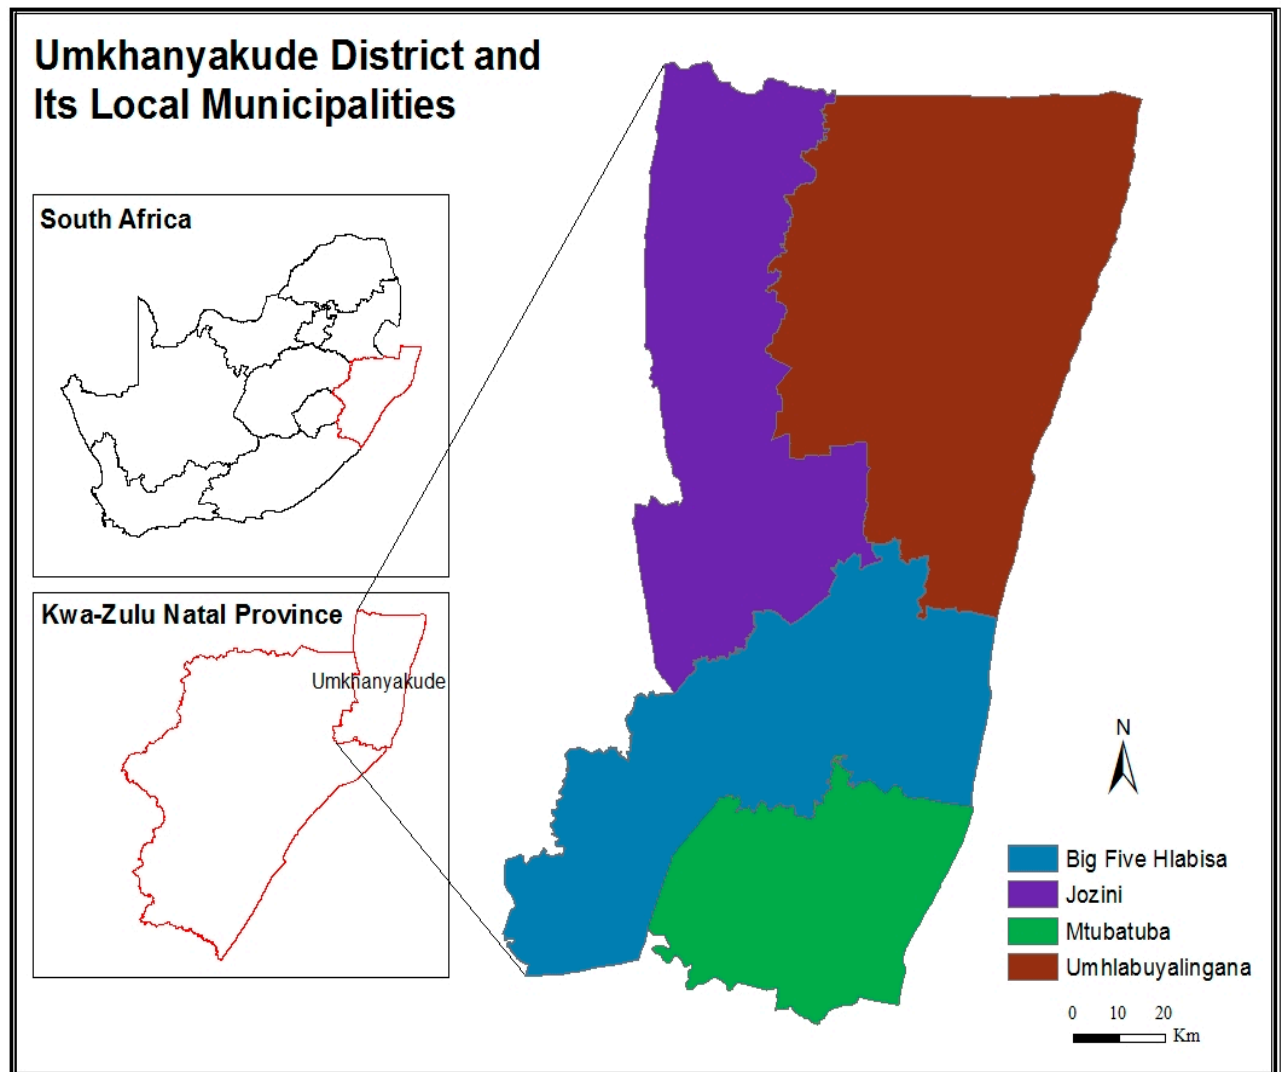 Umkhanyakude District and
Its Local Municipalities
South Africa
Kwa-Zulu Natal Province
Umkhanyakude
N
Big Five Hlabisa
Jozini
Mtubatuba
Umhlabuyalingana
0 10 20
Km